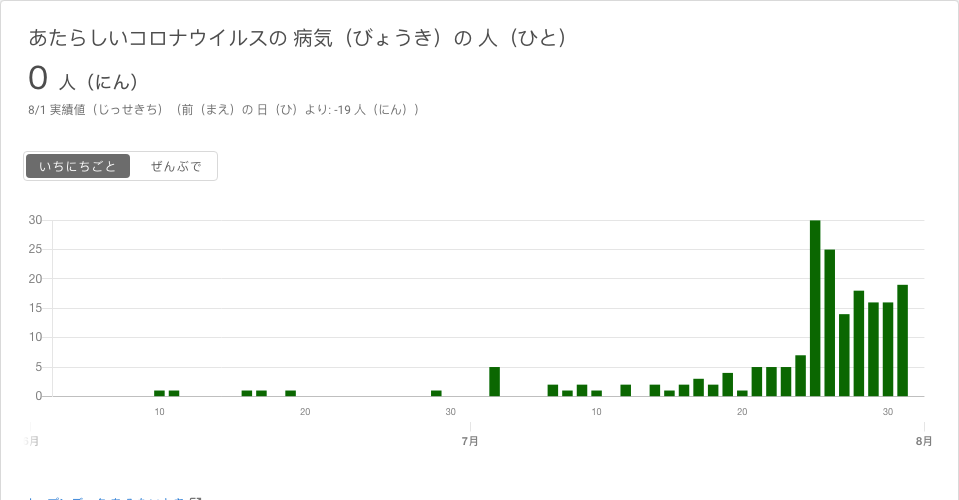 あたらしいコロナウイルスの 病気（びょうき）の 人（ひと）
0 人（にん）
8/1 実績値（じっせきち）（前（まえ）の 日（ひ）より: -19 人（にん））
いちにちごと ぜんぶで
30
25
20
15
10
5
0
10 20 30 10 20 30
6月 7月 8月